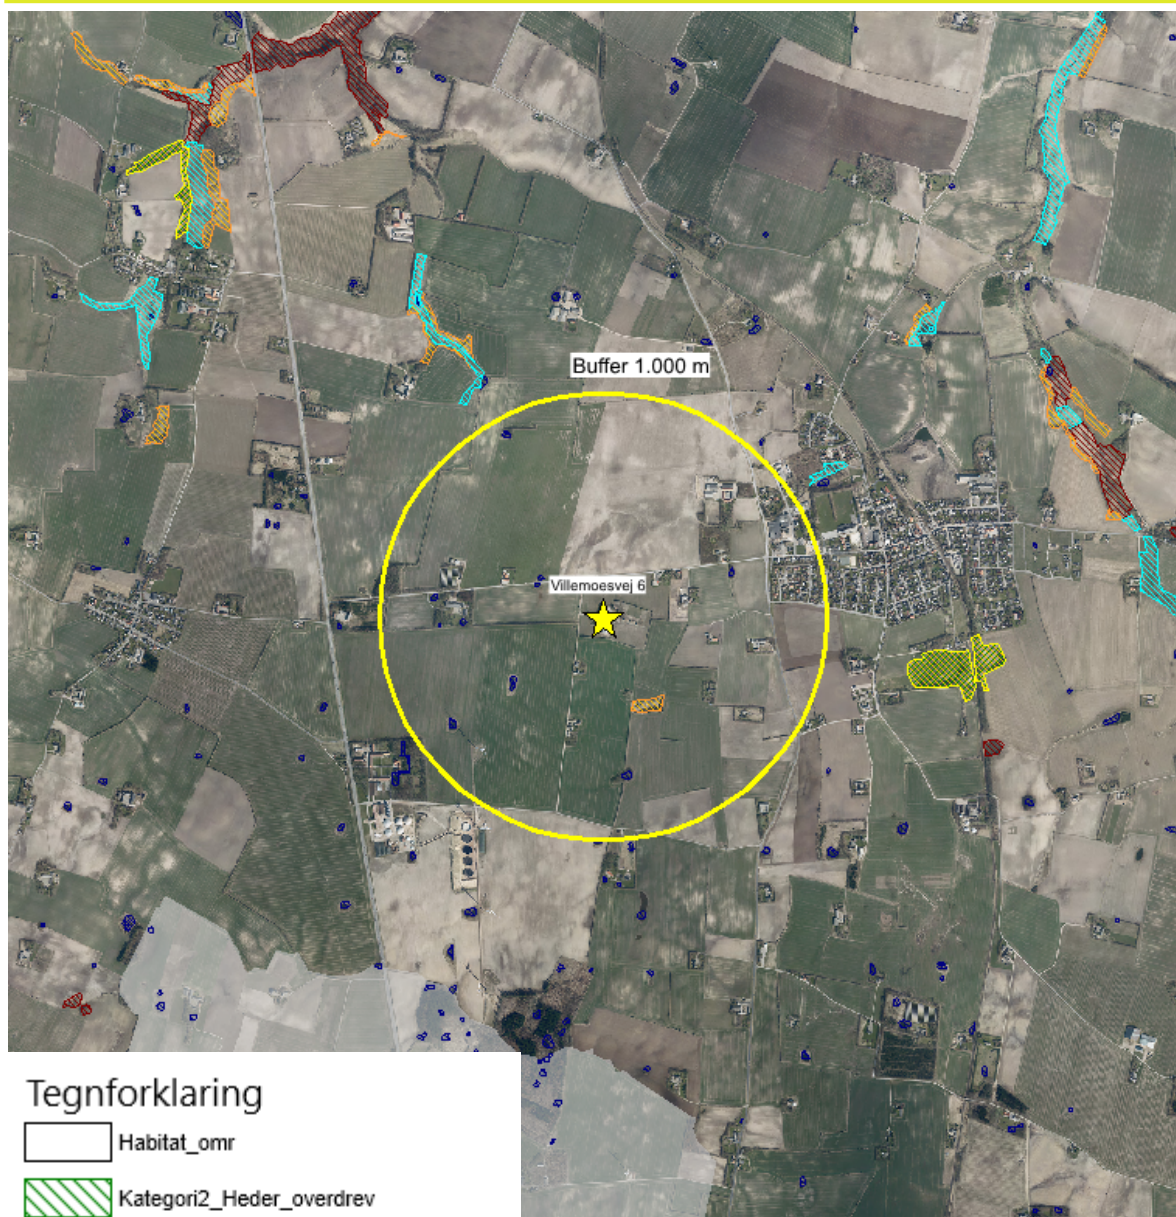 Buffer 1.000 m
Villemoesvej 6
Tegnforklaring
Habitat_omr
Kategori2_Heder_overdrev